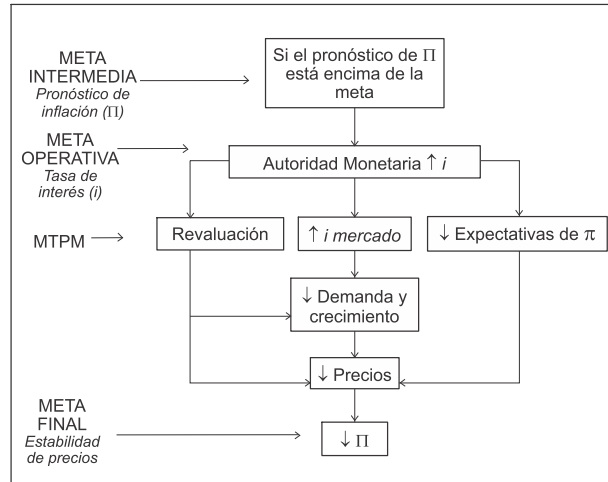 META
INTERMEDIA
Pronóstico de
inflación (Π)
Si el pronóstico de Π
está encima de la
meta
META
OPERATIVA
Tasa de
interés (i)
Autoridad Monetaria ↑ i
MTPM
Revaluación
↑ i mercado
↓ Expectativas de π
↓ Demanda y
crecimiento
↓ Precios
META
FINAL
Estabilidad
de precios
↓ Π